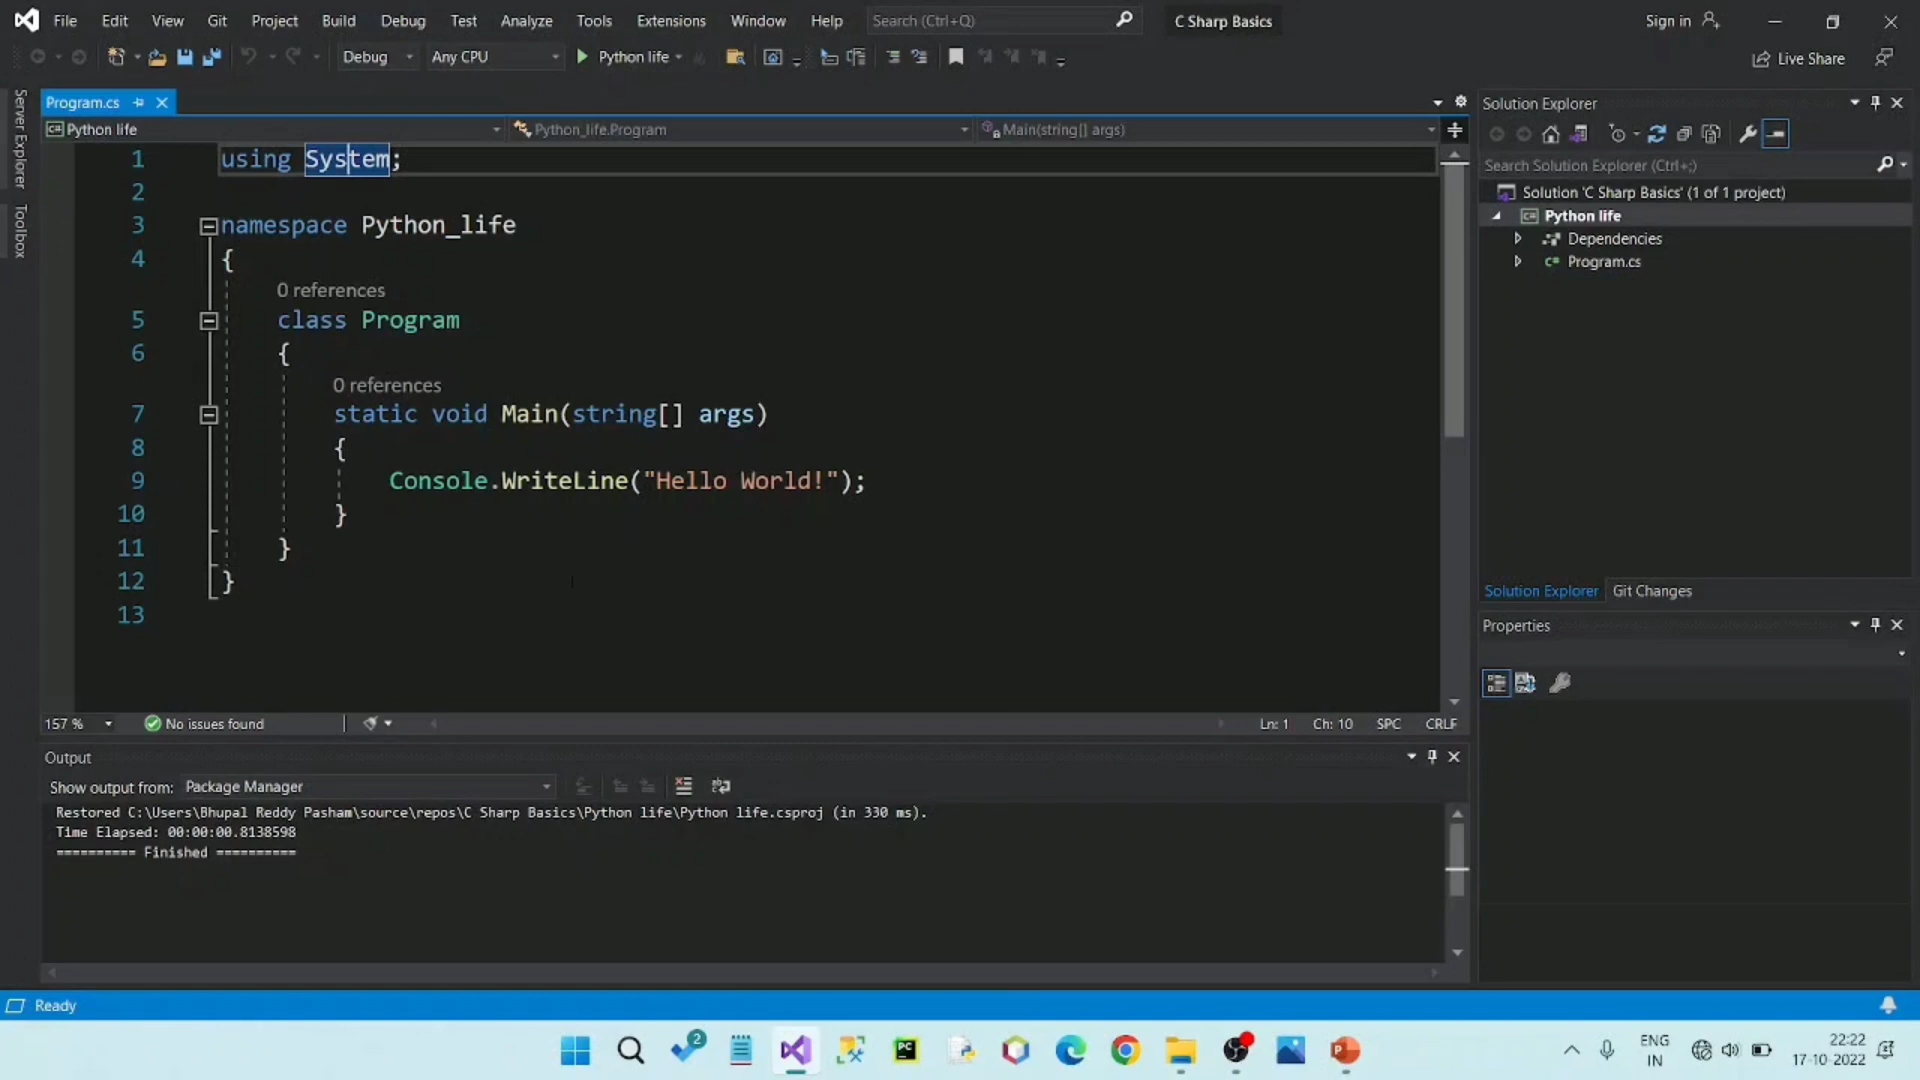 File Edit View Git Project Build Debug Test Analyze Tools Extensions Window Help Search (Ctrl+Q) C Sharp Basics Sign in
Debug Any CPU Python life Live Share
Server Explorer
Toolbox
Program.cs
Python life Python_life.Program Main(string[] args)
1 using System;
2
3 namespace Python_life
4 {
0 references
5 class Program
6 {
0 references
7 static void Main(string[] args)
8 {
9 Console.WriteLine("Hello World!");
10 }
11 }
12 }
13
157 % No issues found Ln: 1 Ch: 10 SPC CRLF
Output
Show output from: Package Manager
Restored C:\Users\Bhupal Reddy Pasham\source\repos\C Sharp Basics\Python life\Python life.csproj (in 330 ms).
Time Elapsed: 00:00:00.8138598
========== Finished ==========
Solution Explorer
Search Solution Explorer (Ctrl+;)
Solution 'C Sharp Basics' (1 of 1 project)
Python life
Dependencies
Program.cs
Solution Explorer Git Changes
Properties
Ready
2
PC
P
ENG
IN
22:22
17-10-2022